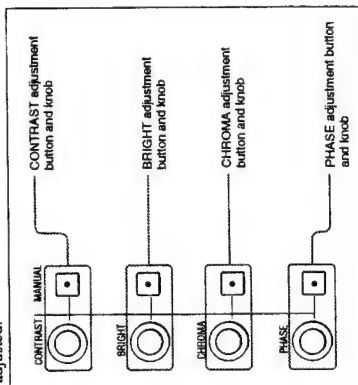 adjusted.
CONTRAST
MANUAL
CONTRAST adjustment
button and knob
BRIGHT
BRIGHT adjustment
button and knob
CHROMA
CHROMA adjustment
button and knob
PHASE
PHASE adjustment button
and knob